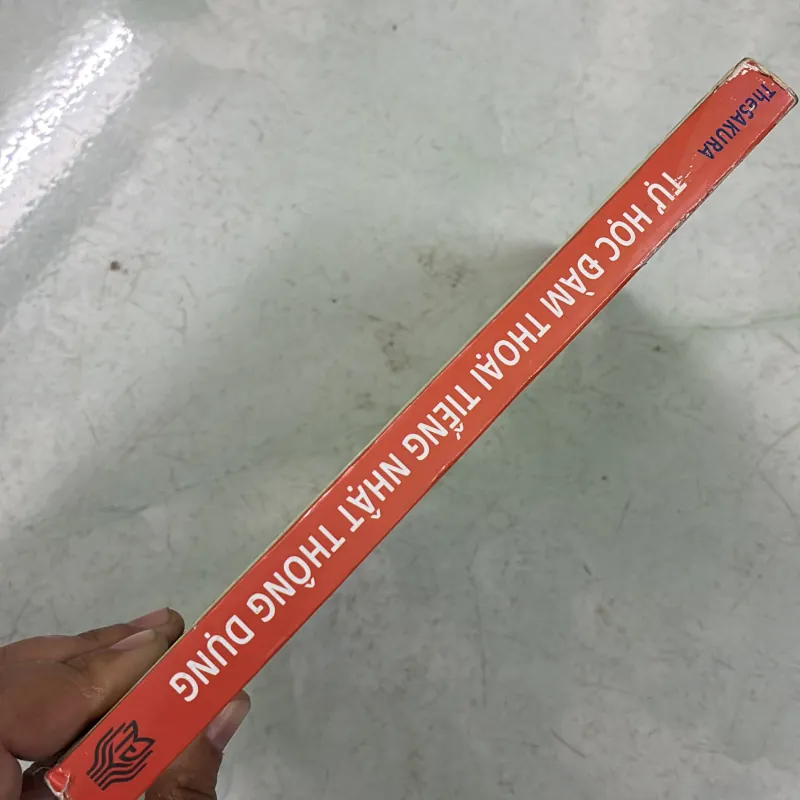 TheSAKURA
TỰ HỌC ĐÀM THOẠI TIẾNG NHẬT THÔNG DỤNG